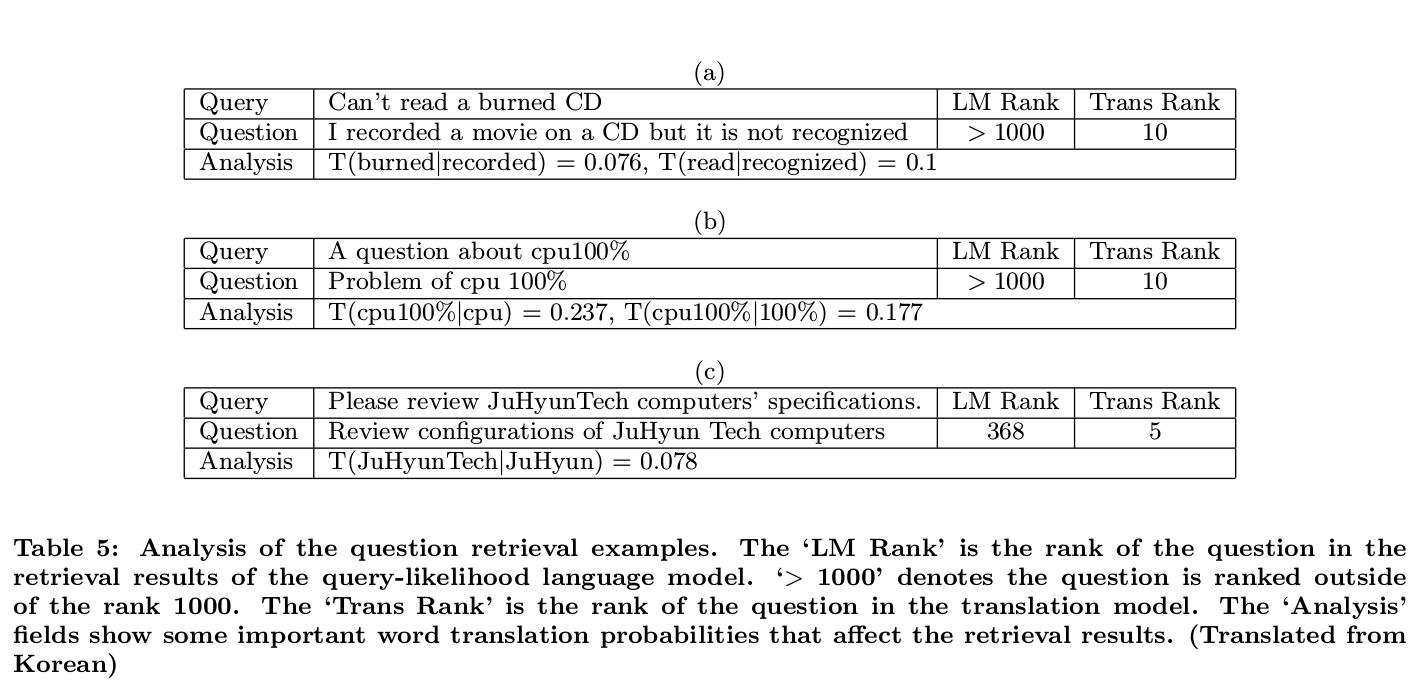 (a)
Query Can't read a burned CD LM Rank Trans Rank
Question I recorded a movie on a CD but it is not recognized > 1000 10
Analysis T(burned|recorded) = 0.076, T(read|recognized) = 0.1
(b)
Query A question about cpu100% LM Rank Trans Rank
Question Problem of cpu 100% > 1000 10
Analysis T(cpu100%|cpu) = 0.237, T(cpu100%|100%) = 0.177
(c)
Query Please review JuHyunTech computers' specifications. LM Rank Trans Rank
Question Review configurations of JuHyun Tech computers 368 5
Analysis T(JuHyunTech|JuHyun) = 0.078
Table 5: Analysis of the question retrieval examples. The ‘LM Rank’ is the rank of the question in the
retrieval results of the query-likelihood language model. ‘> 1000’ denotes the question is ranked outside
of the rank 1000. The ‘Trans Rank’ is the rank of the question in the translation model. The ‘Analysis’
fields show some important word translation probabilities that affect the retrieval results. (Translated from
Korean)